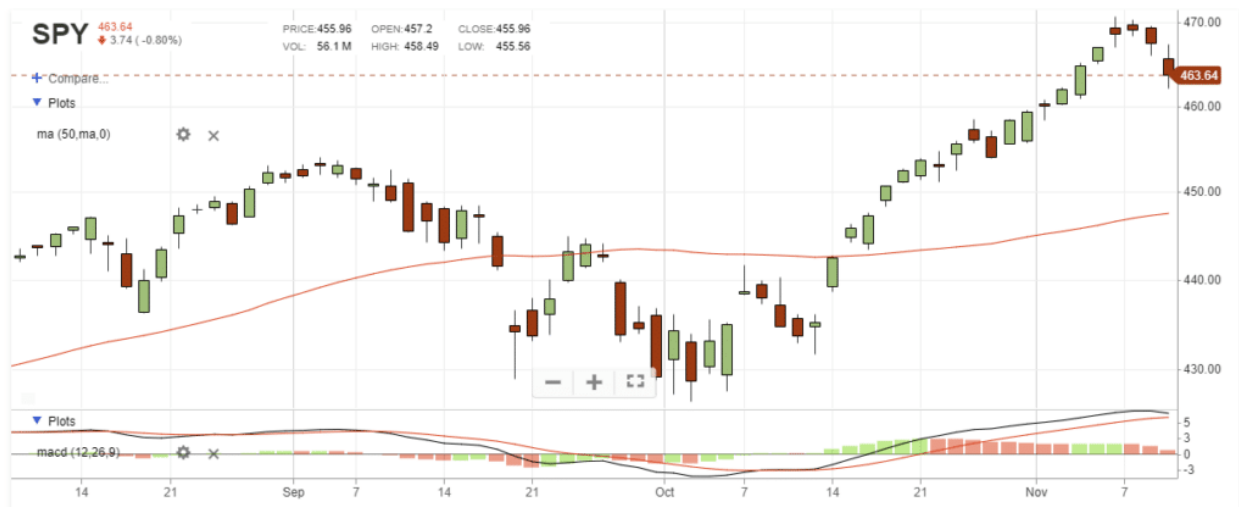 SPY 463.64
3.74 ( -0.80%)
PRICE:455.96 OPEN:457.2 CLOSE:455.96
VOL: 56.1 M HIGH: 458.49 LOW: 455.56
Compare...
Plots
ma (50,ma,0)
470.00
463.64
460.00
450.00
440.00
430.00
Plots
macd (12,26,9)
5
3
0
-3
14 21 Sep 7 14 21 Oct 7 14 21 Nov 7